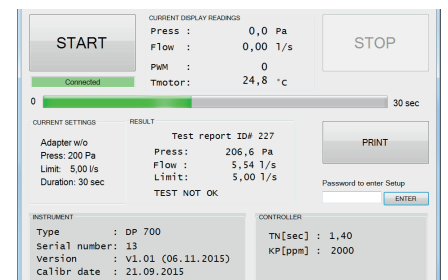 START
CURRENT DISPLAY READINGS
Press : 0,0 Pa
Flow : 0,00 l/s
PWM : 0
Tmotor: 24,8 °C
STOP
Connected
0 30 sec
CURRENT SETTINGS
Adapter w/o
Press: 200 Pa
Limit: 5,00 l/s
Duration: 30 sec
RESULT
Test report ID# 227
Press: 206,6 Pa
Flow : 5,54 l/s
Limit: 5,00 l/s
TEST NOT OK
PRINT
Password to enter Setup
ENTER
INSTRUMENT
Type : DP 700
Serial number: 13
Version : V1.01 (06.11.2015)
Calibr date : 21.09.2015
CONTROLLER
TN[sec] : 1,40
KP[ppm] : 2000